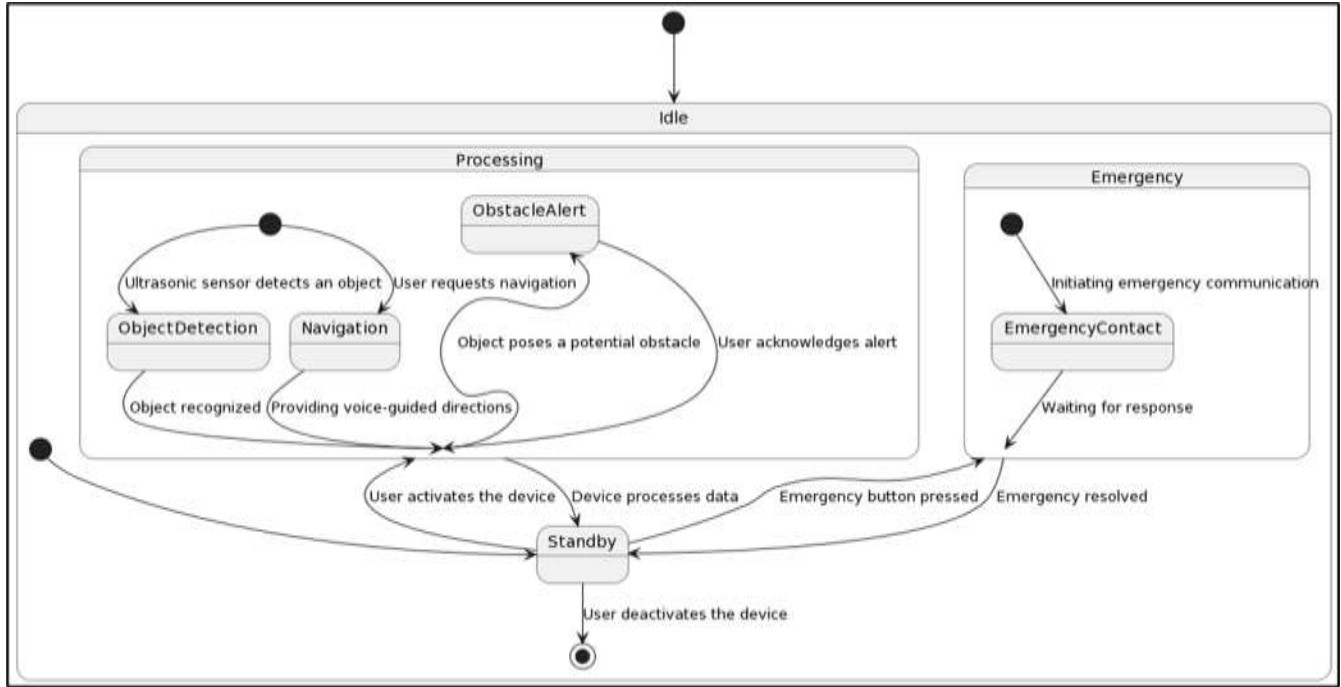 Idle
Processing
Emergency
ObstacleAlert
Ultrasonic sensor detects an object
User requests navigation
Initiating emergency communication
ObjectDetection
Navigation
EmergencyContact
Object poses a potential obstacle
User acknowledges alert
Object recognized
Providing voice-guided directions
Waiting for response
User activates the device
Device processes data
Emergency button pressed
Emergency resolved
Standby
User deactivates the device